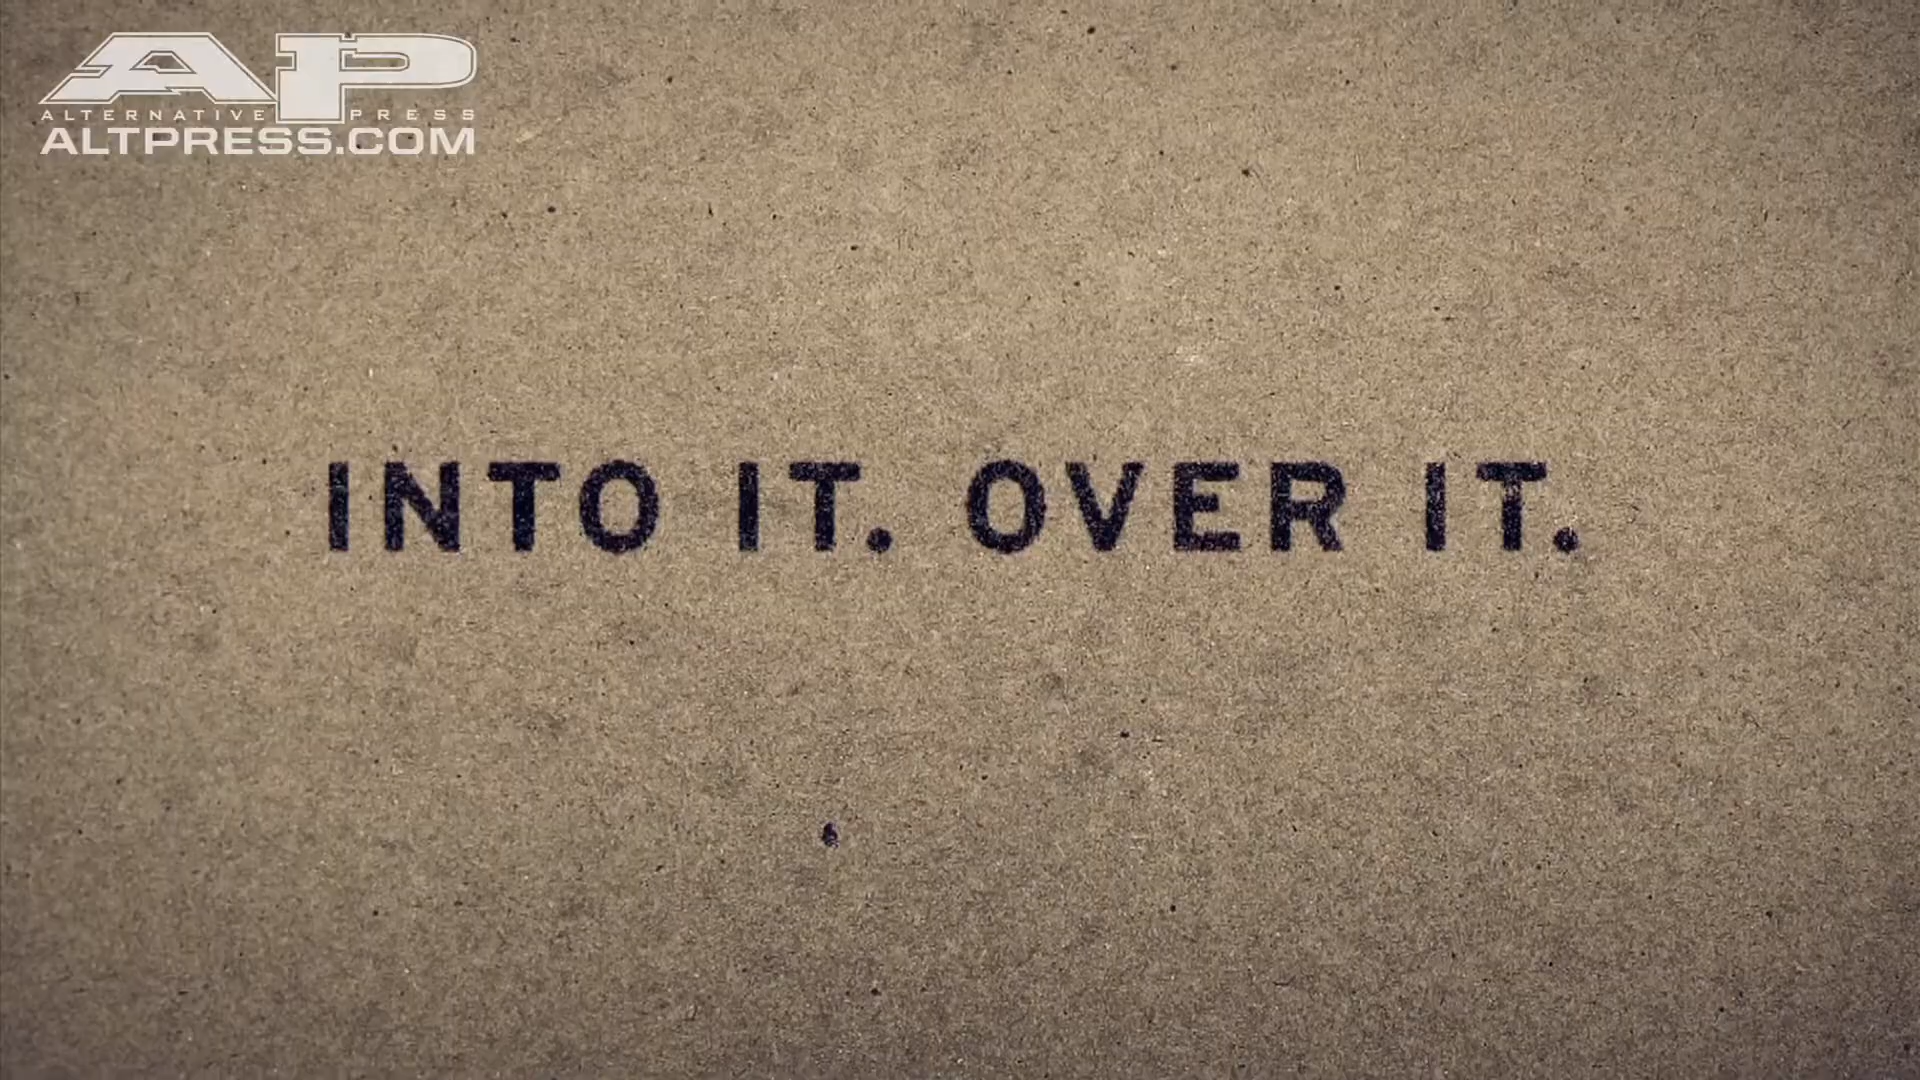 AP
ALTERNATIVE PRESS
ALTPRESS.COM
INTO IT. OVER IT.